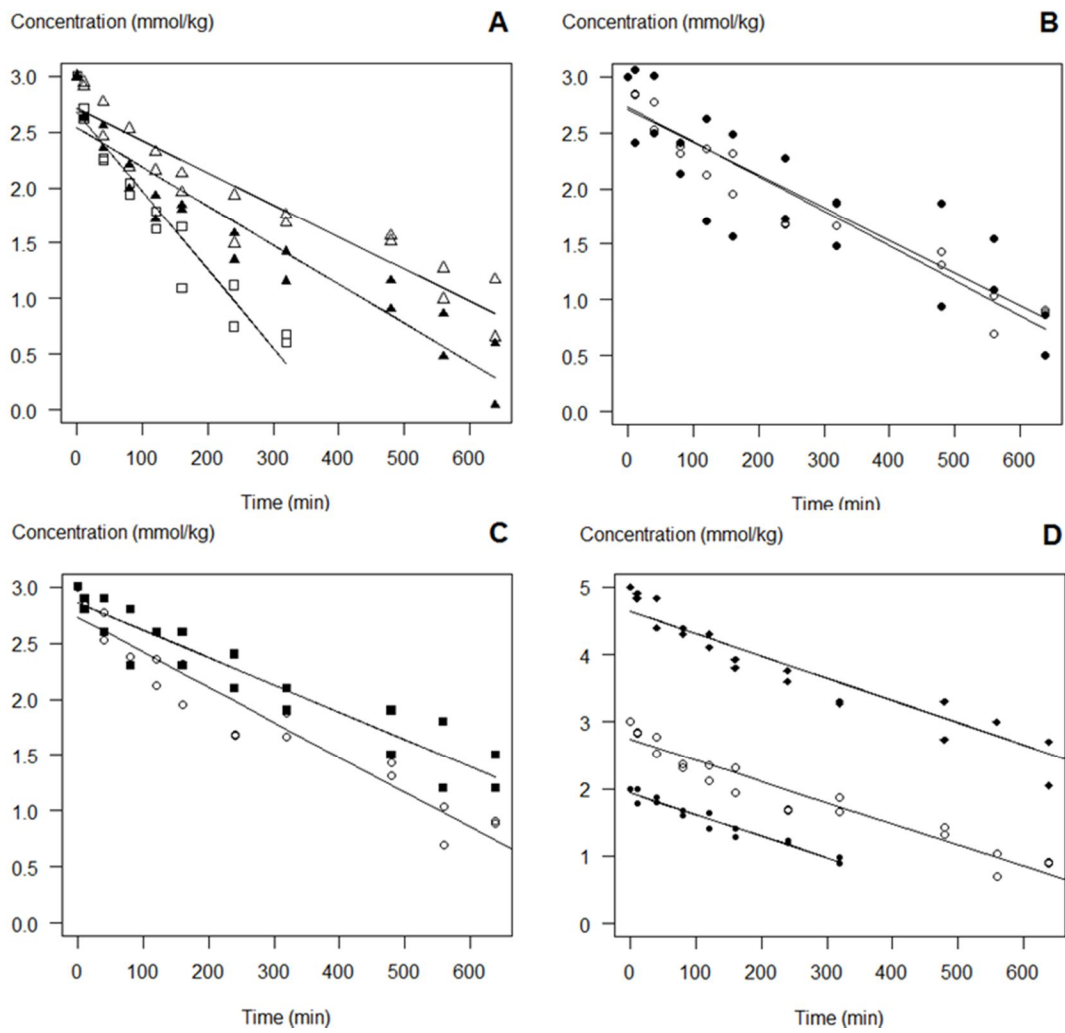 Concentration (mmol/kg) A
3.0
2.5
2.0
1.5
1.0
0.5
0.0
0 100 200 300 400 500 600
Time (min)
Concentration (mmol/kg) B
3.0
2.5
2.0
1.5
1.0
0.5
0.0
0 100 200 300 400 500 600
Time (min)
Concentration (mmol/kg) C
3.0
2.5
2.0
1.5
1.0
0.5
0.0
0 100 200 300 400 500 600
Time (min)
Concentration (mmol/kg) D
5
4
3
2
1
0
0 100 200 300 400 500 600
Time (min)